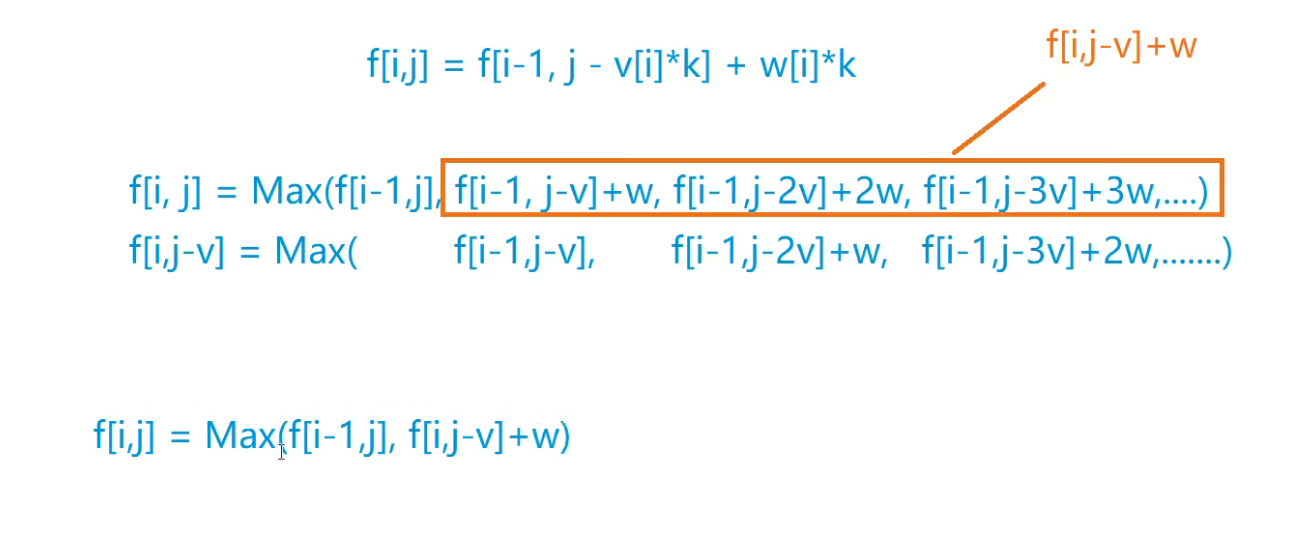 f[i,j-v]+w
f[i,j] = f[i-1, j - v[i]*k] + w[i]*k
f[i, j] = Max(f[i-1,j], f[i-1, j-v]+w, f[i-1,j-2v]+2w, f[i-1,j-3v]+3w,....)
f[i,j-v] = Max( f[i-1,j-v], f[i-1,j-2v]+w, f[i-1,j-3v]+2w,.......)
f[i,j] = Max(f[i-1,j], f[i,j-v]+w)